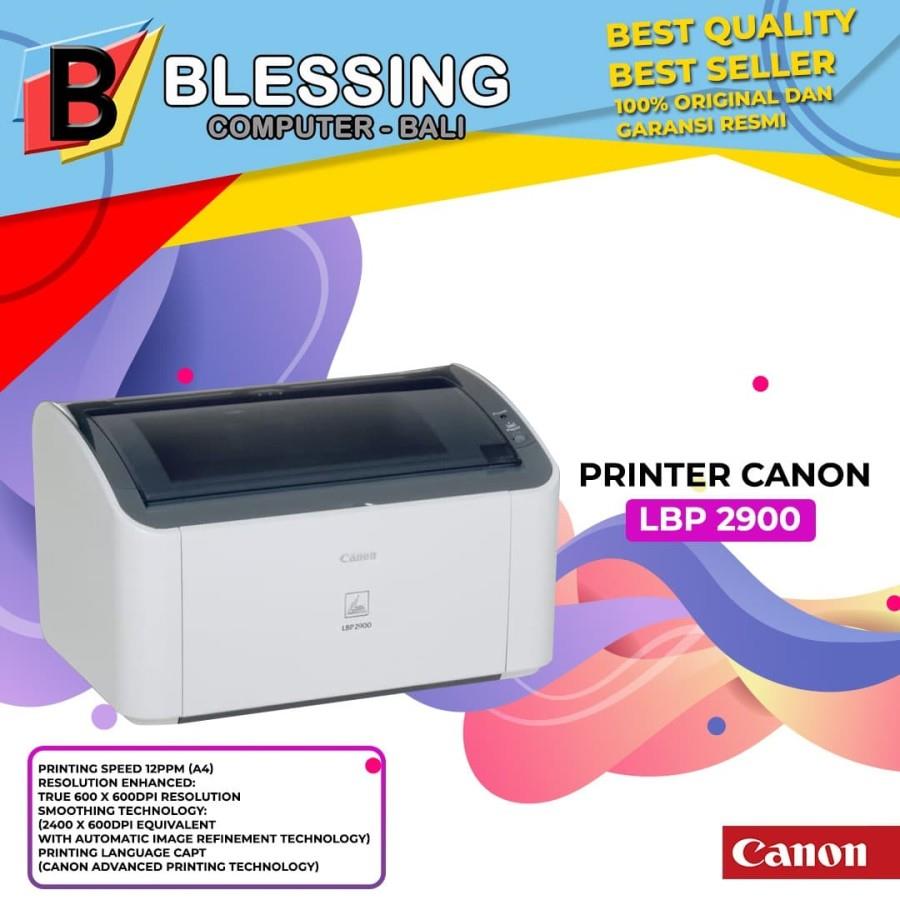 B BLESSING
COMPUTER - BALI
BEST QUALITY
BEST SELLER
100% ORIGINAL DAN
GARANSI RESMI
PRINTER CANON
LBP 2900
Canon
LBP2900
PRINTING SPEED 12PPM (A4)
RESOLUTION ENHANCED:
TRUE 600 X 600DPI RESOLUTION
SMOOTHING TECHNOLOGY:
(2400 X 600DPI EQUIVALENT
WITH AUTOMATIC IMAGE REFINEMENT TECHNOLOGY)
PRINTING LANGUAGE CAPT
(CANON ADVANCED PRINTING TECHNOLOGY)
Canon